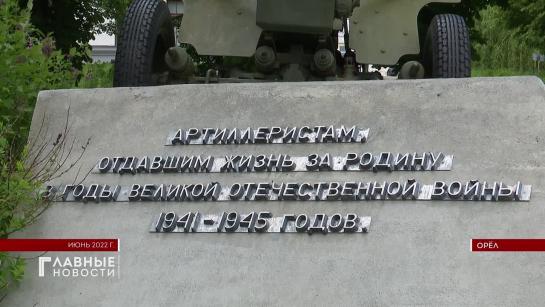 АРТИЛЛЕРИСТАМ,
ОТДАВШИМ ЖИЗНЬ ЗА РОДИНУ
В ГОДЫ ВЕЛИКОЙ ОТЕЧЕСТВЕННОЙ ВОЙНЫ
1941-1945 ГОДОВ.
ИЮНЬ 2022 Г.
ОРЁЛ
ГЛАВНЫЕ
НОВОСТИ